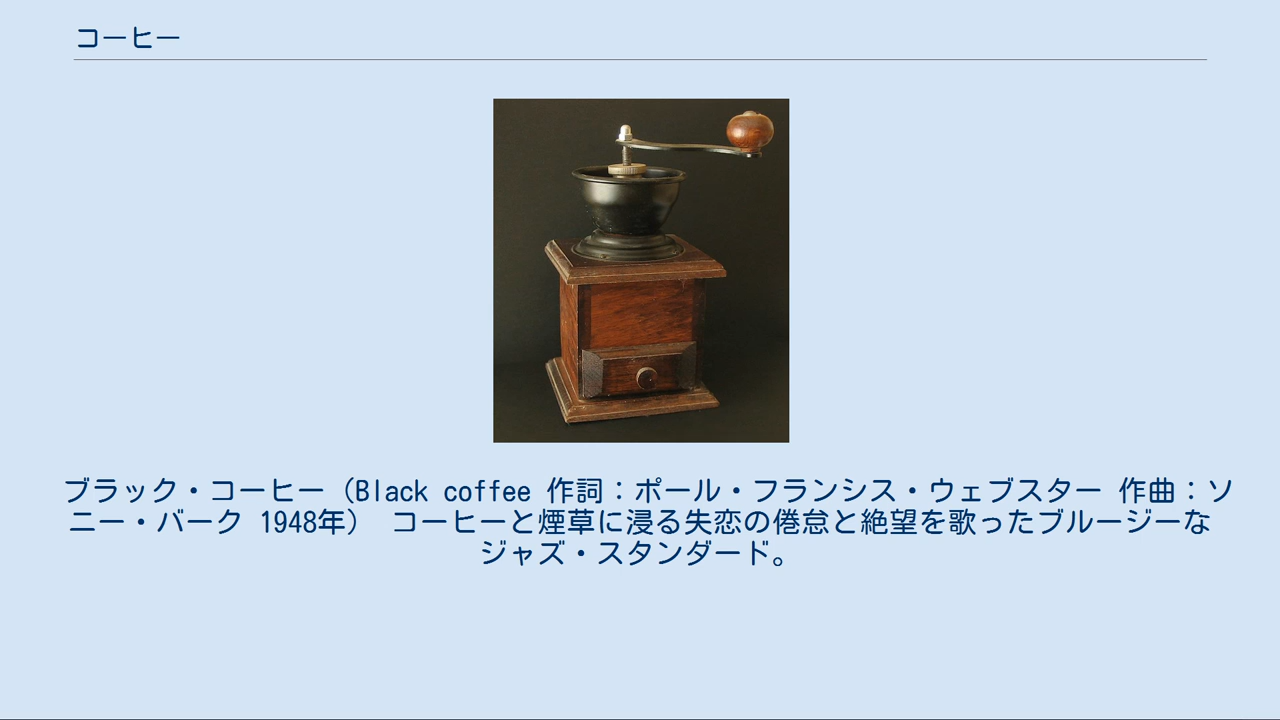 コーヒー
ブラック・コーヒー（Black coffee 作詞：ポール・フランシス・ウェブスター 作曲：ソ
ニー・バーク 1948年） コーヒーと煙草に浸る失恋の倦怠と絶望を歌ったブルージーな
ジャズ・スタンダード。